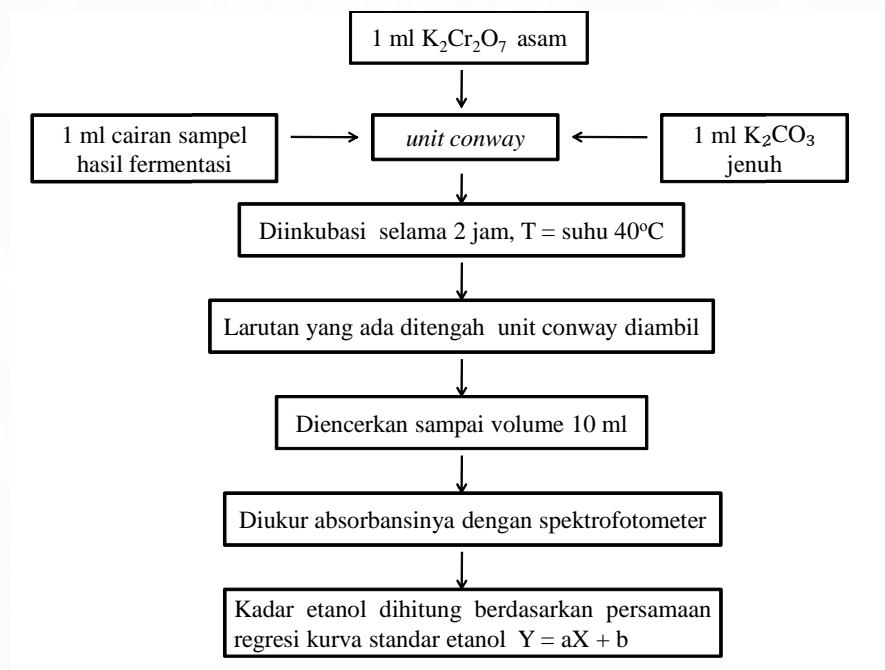 1 ml K₂Cr₂O₇ asam
1 ml cairan sampel
hasil fermentasi
unit conway
1 ml K₂CO₃
jenuh
Diinkubasi selama 2 jam, T = suhu 40°C
Larutan yang ada ditengah unit conway diambil
Diencerkan sampai volume 10 ml
Diukur absorbansinya dengan spektrofotometer
Kadar etanol dihitung berdasarkan persamaan
regresi kurva standar etanol Y = aX + b